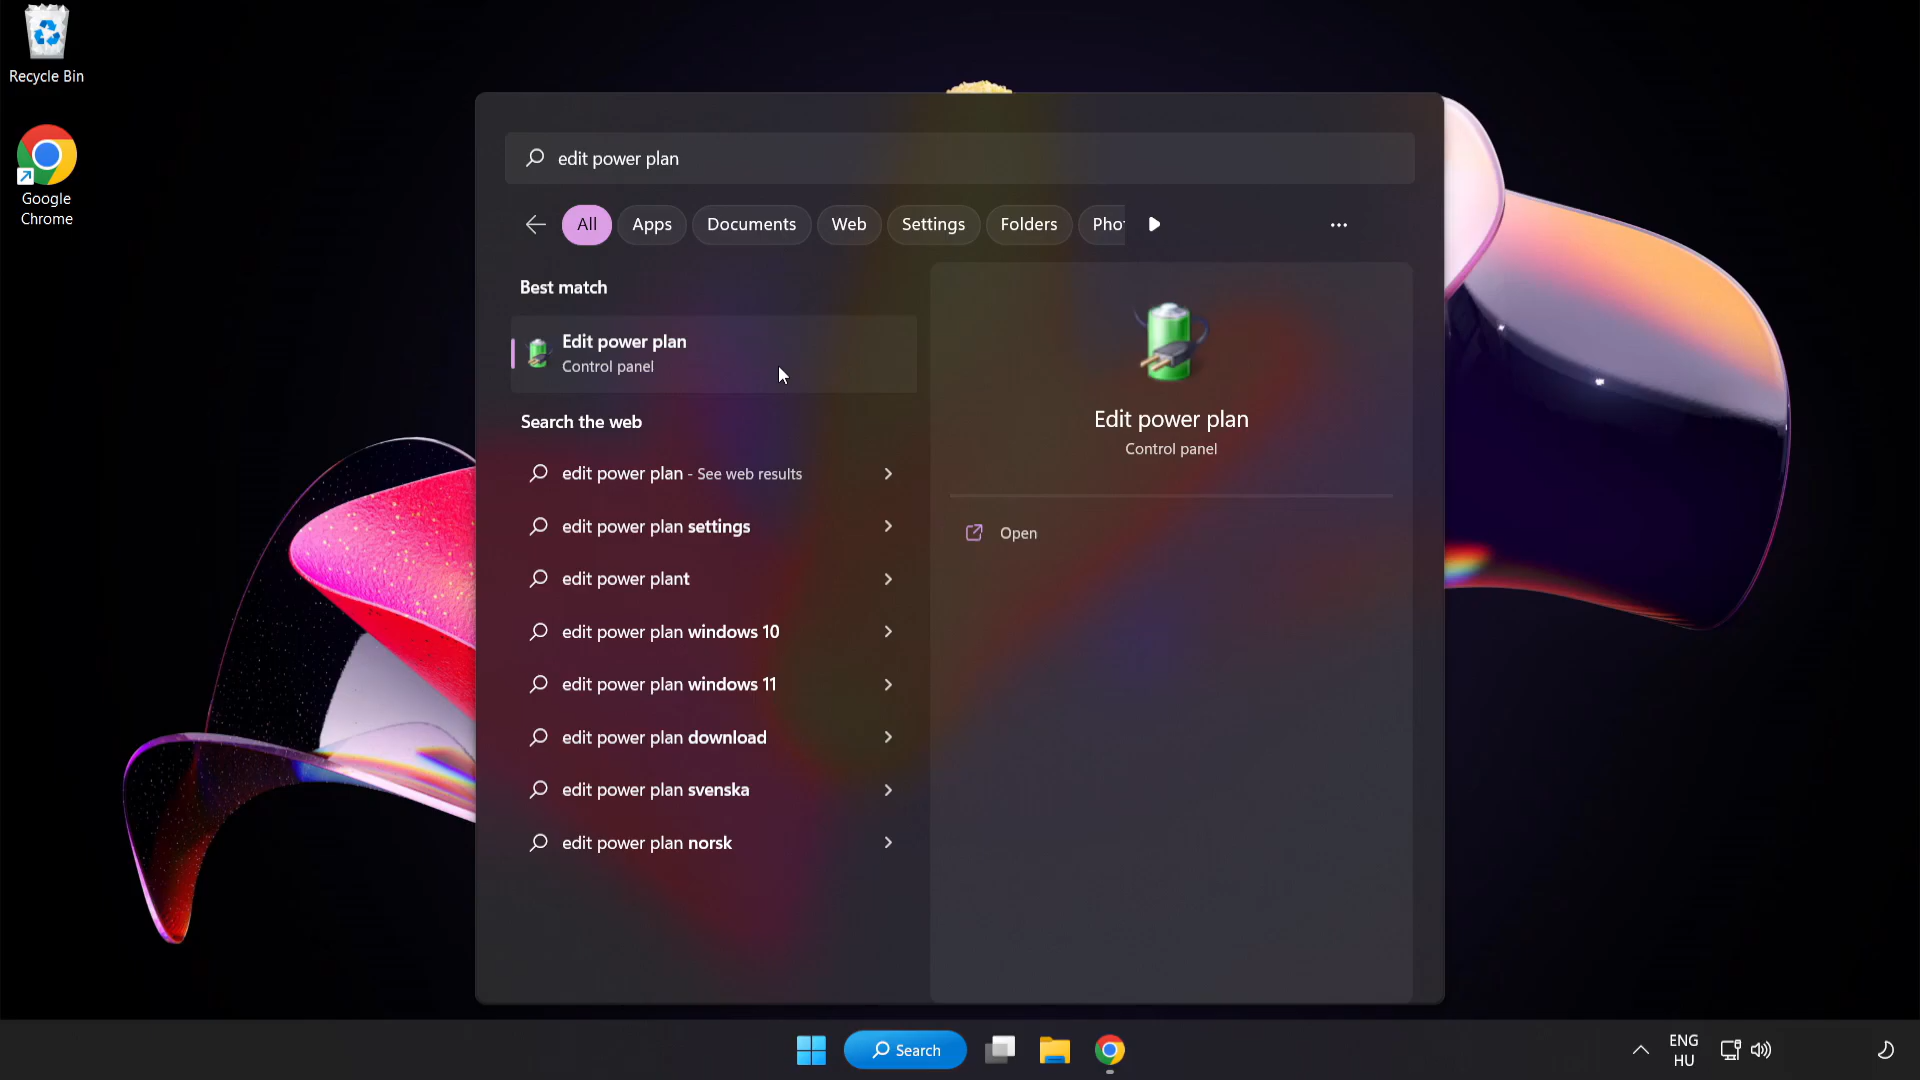 Recycle Bin
Google
Chrome
edit power plan
All
Apps
Documents
Web
Settings
Folders
Best match
Edit power plan
Control panel
Search the web
edit power plan - See web results
edit power plan settings
edit power plant
edit power plan windows 10
edit power plan windows 11
edit power plan download
edit power plan svenska
edit power plan norsk
Edit power plan
Control panel
Open
Search
ENG
HU